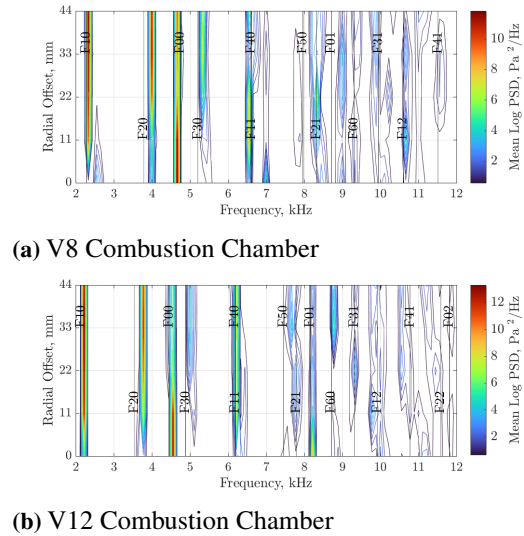 44
33
22
11
0
Radial Offset, mm
F10
F20
F00
F30
F40
F11
F50
F01
F21
F60
F31
F12
F41
2 3 4 5 6 7 8 9 10 11 12
Frequency, kHz
10
8
6
4
2
Mean Log PSD, Pa ²/Hz
(a) V8 Combustion Chamber
44
33
22
11
0
Radial Offset, mm
F10
F20
F00
F30
F40
F11
F50
F21
F01
F60
F31
F12
F41
F22
F02
2 3 4 5 6 7 8 9 10 11 12
Frequency, kHz
12
10
8
6
4
2
Mean Log PSD, Pa ²/Hz
(b) V12 Combustion Chamber